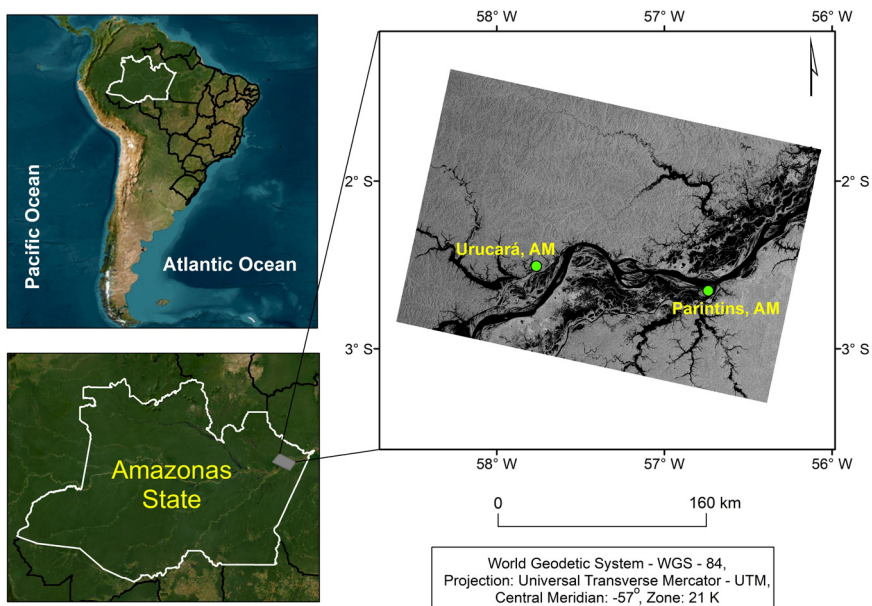 Pacific Ocean
Atlantic Ocean
Amazonas
State
58° W
57° W
56° W
2° S
2° S
Urucará, AM
Parintins, AM
3° S
3° S
58° W
57° W
56° W
0
160 km
World Geodetic System - WGS - 84,
Projection: Universal Transverse Mercator - UTM,
Central Meridian: -57°, Zone: 21 K